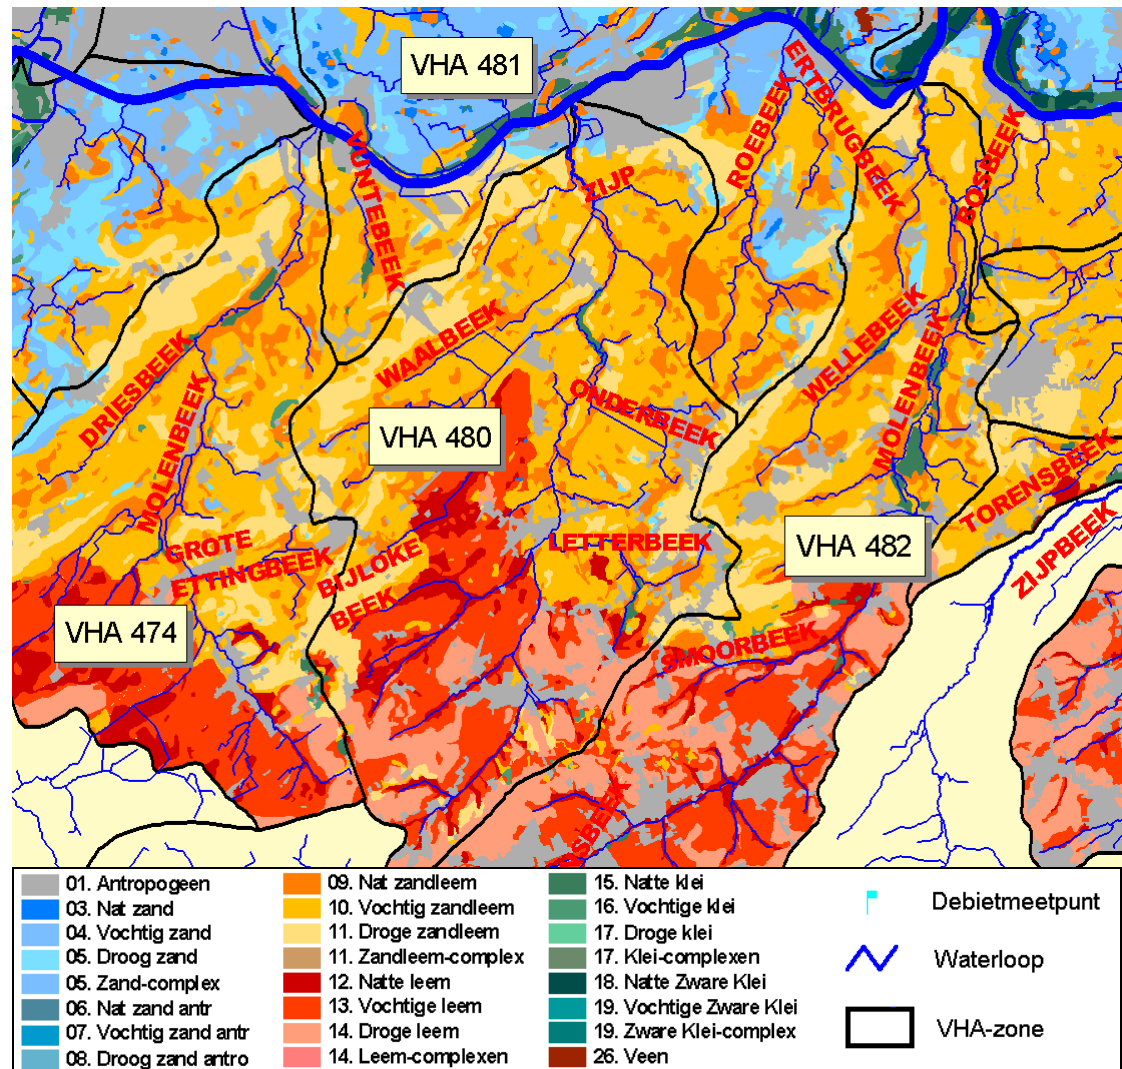 VHA 481
ERTBRUGBEEK
ROEBEEK
BOSBEEK
VIJNTEBEEK
ZIJP
WAALBEEK
WELLEBEEK
MOLENBEEK
DRIESBEEK
MOLENBEEK
ONDERBEEK
VHA 480
TORENSBEEK
GROTE
ETTINGBEEK
BIJLOKE
BEEK
LETTERBEEK
VHA 482
ZIJPBEEK
VHA 474
SMOORBEEK
01. Antropogeen
03. Nat zand
04. Vochtig zand
05. Droog zand
05. Zand-complex
06. Nat zand antr
07. Vochtig zand antr
08. Droog zand antro
09. Nat zandleem
10. Vochtig zandleem
11. Droge zandleem
11. Zandleem-complex
12. Natte leem
13. Vochtige leem
14. Droge leem
14. Leem-complexen
15. Natte klei
16. Vochtige klei
17. Droge klei
17. Klei-complexen
18. Natte Zware Klei
19. Vochtige Zware Klei
19. Zware Klei-complex
26. Veen
Debietmeetpunt
Waterloop
VHA-zone